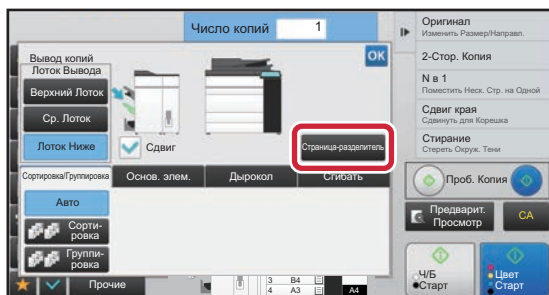 Число копий 1
Вывод копий
OK
Лоток Вывода
Верхний Лоток
Ср. Лоток
Лоток Ниже
Сдвиг
Страница-разделитель
Сортировка/Группировка
Основ. элем.
Дырокол
Сгибать
Авто
Сорти-
ровка
Группи-
ровка
Прочие
3 B4
4 A3
A4
Оригинал
Изменить Размер/Направл.
2-Стор. Копия
N в 1
Поместить Неск. Стр. на Одной
Сдвиг края
Сдвинуть для Корешка
Стирание
Стереть Окруж. Тени
Проб. Копия
Предварит.
Просмотр
CA
Ч/Б
Старт
Цвет
Старт